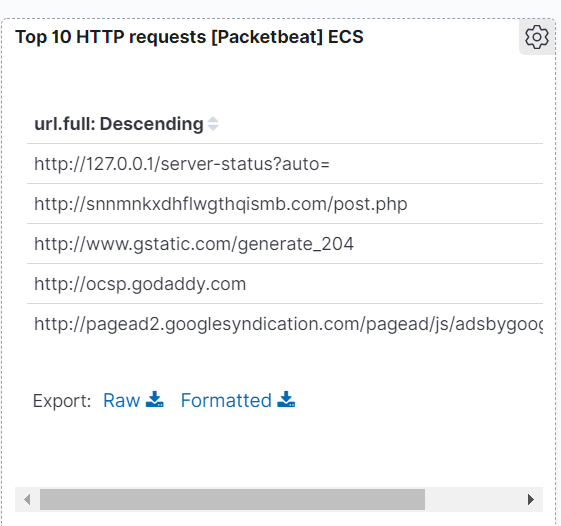 Top 10 HTTP requests [Packetbeat] ECS
url.full: Descending
http://127.0.0.1/server-status?auto=
http://snnmnkxdhflwgthqismb.com/post.php
http://www.gstatic.com/generate_204
http://ocsp.godaddy.com
http://pagead2.googlesyndication.com/pagead/js/adsbygoog
Export: Raw Formatted